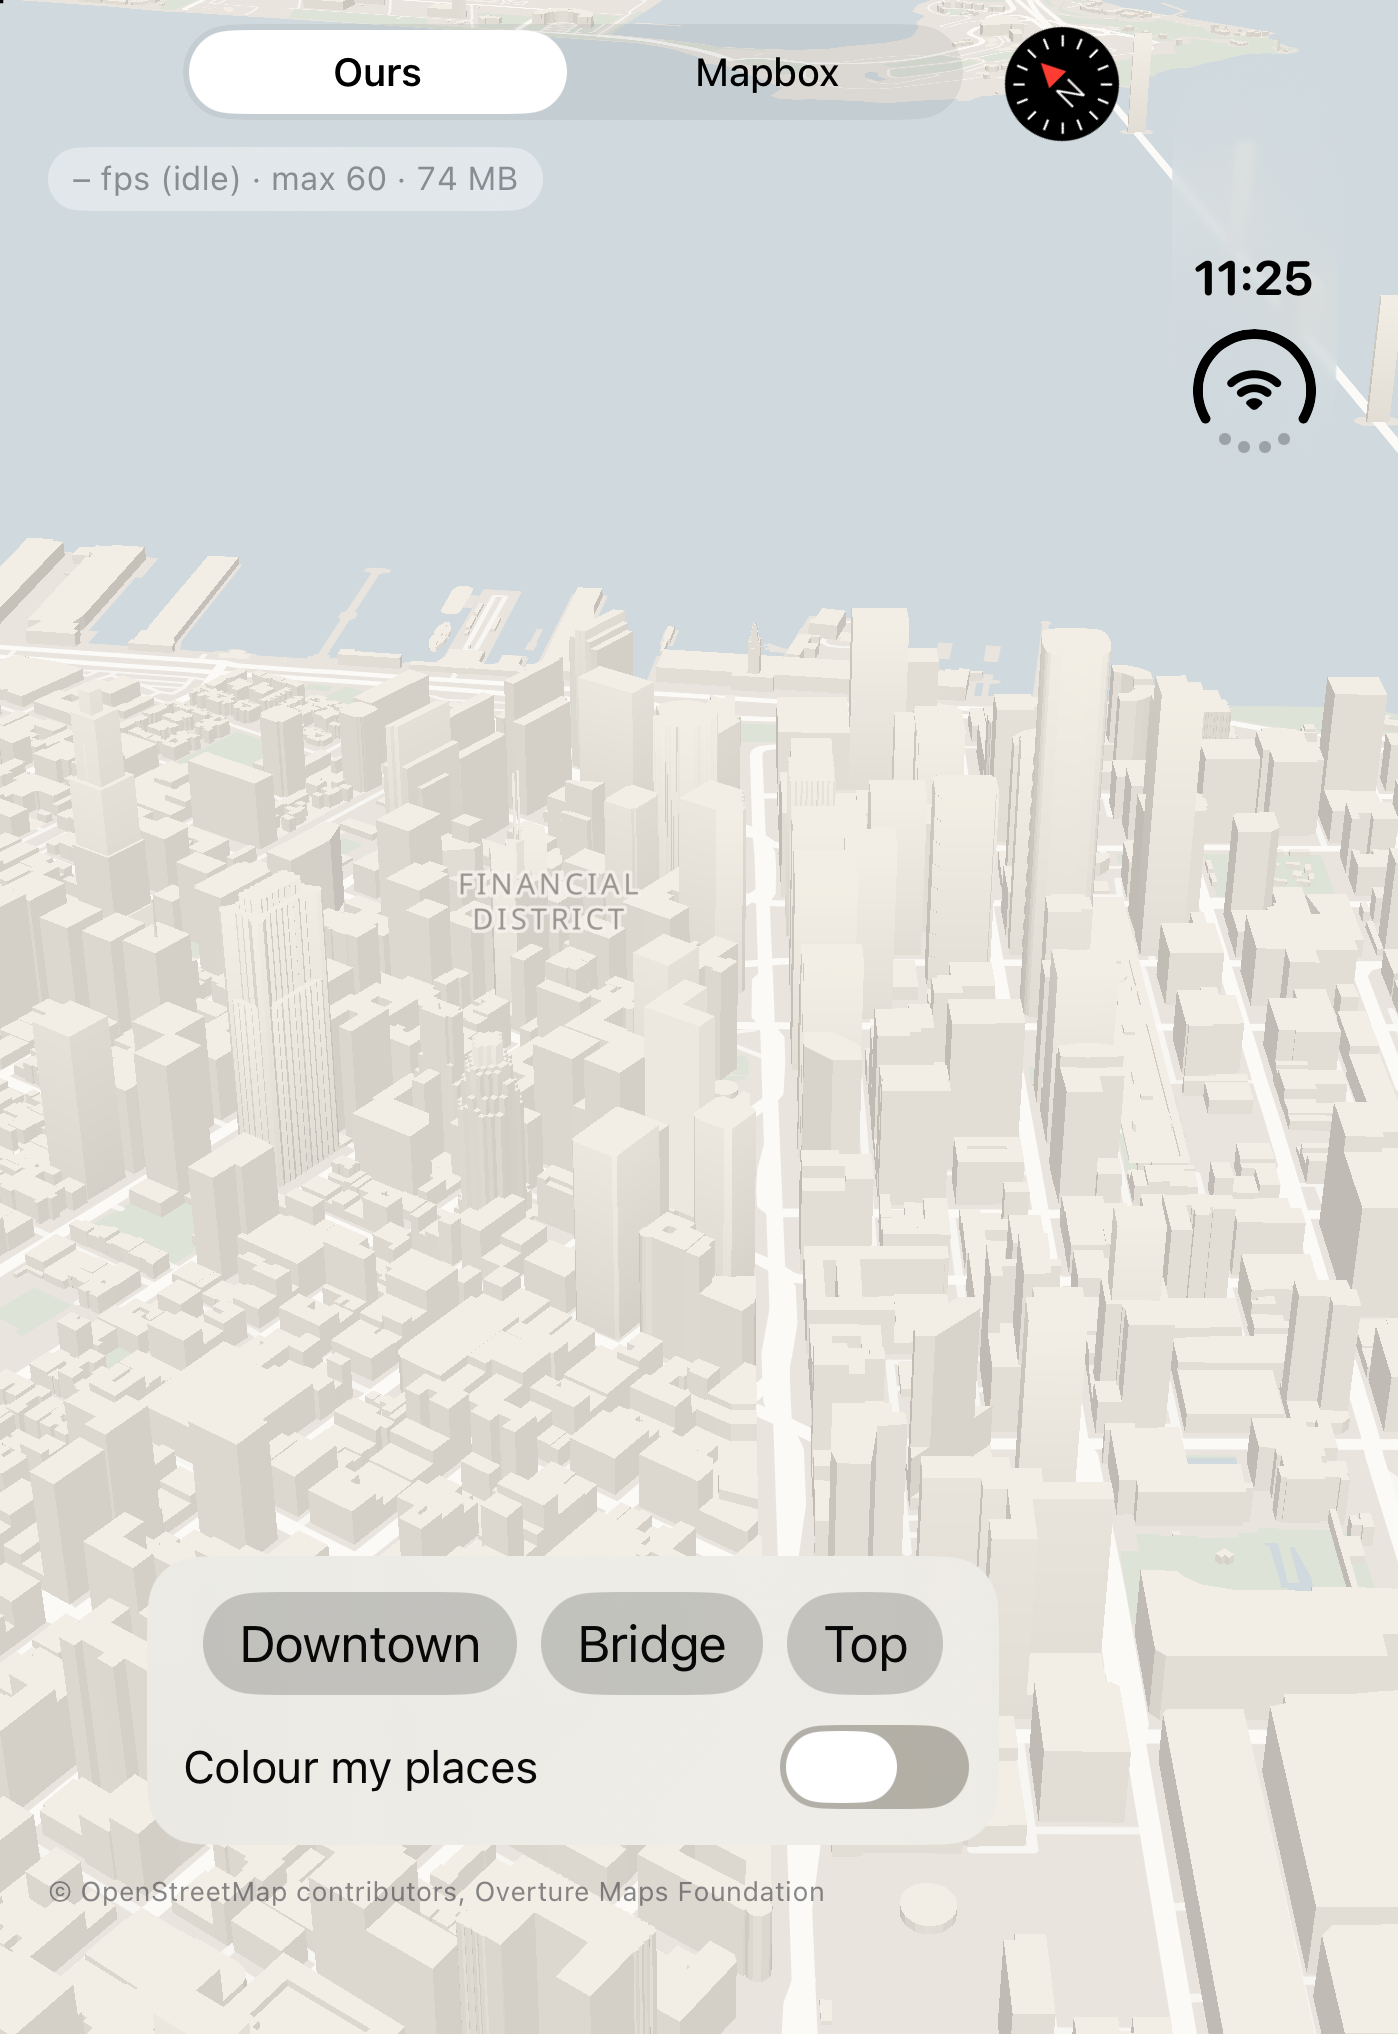 Ours
Mapbox
N
– fps (idle) · max 60 · 74 MB
11:25
FINANCIAL
DISTRICT
Downtown
Bridge
Top
Colour my places
© OpenStreetMap contributors, Overture Maps Foundation